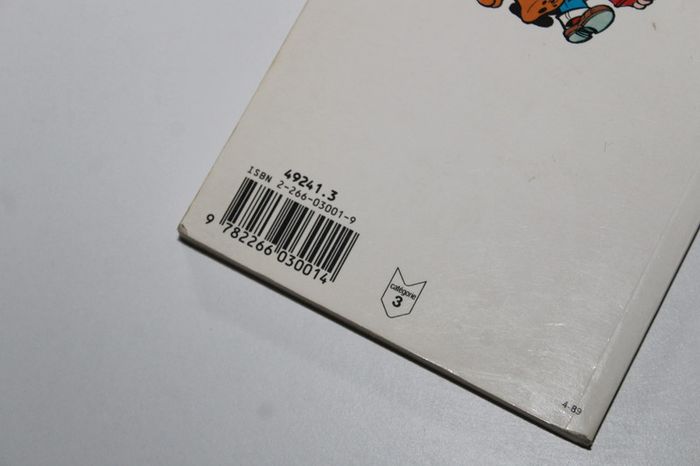 49241.3
ISBN 2-266-03001-9
9 782266 030014
catégorie
3
4-89